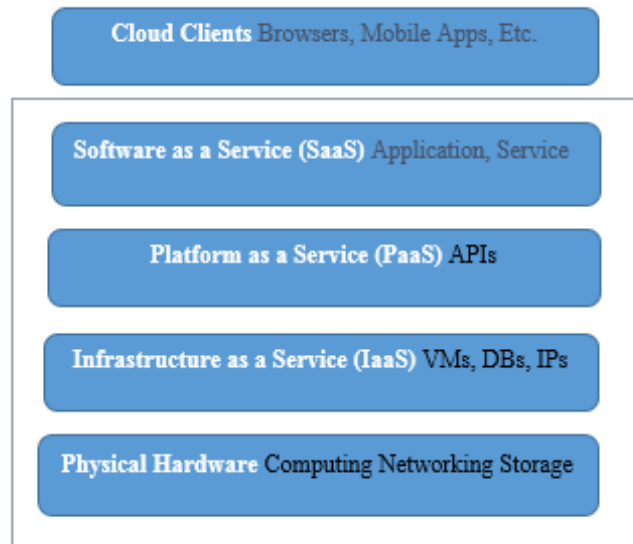 Cloud Clients Browsers, Mobile Apps, Etc.
Software as a Service (SaaS) Application, Service
Platform as a Service (PaaS) APIs
Infrastructure as a Service (IaaS) VMs, DBs, IPs
Physical Hardware Computing Networking Storage